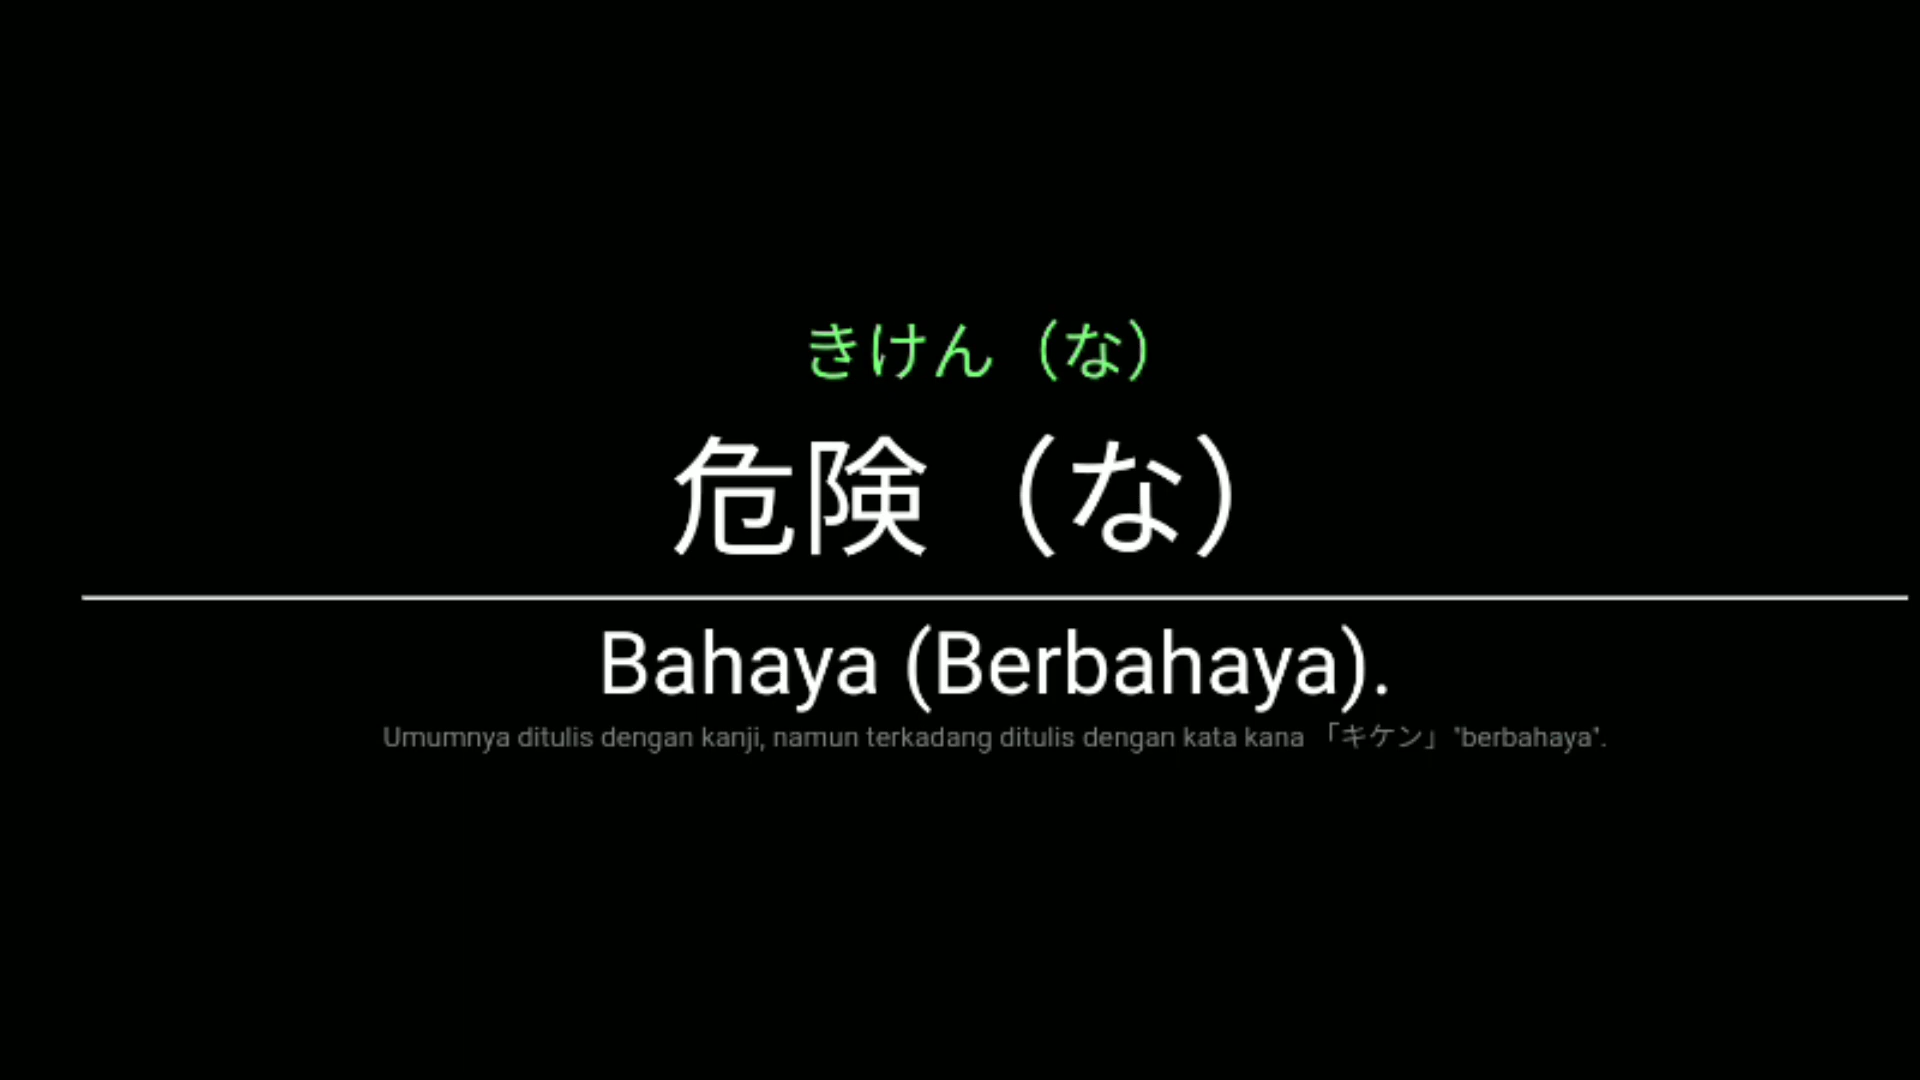 きけん（な）
危険（な）
Bahaya (Berbahaya).
Umumnya ditulis dengan kanji, namun terkadang ditulis dengan kata kana 「キケン」 "berbahaya".